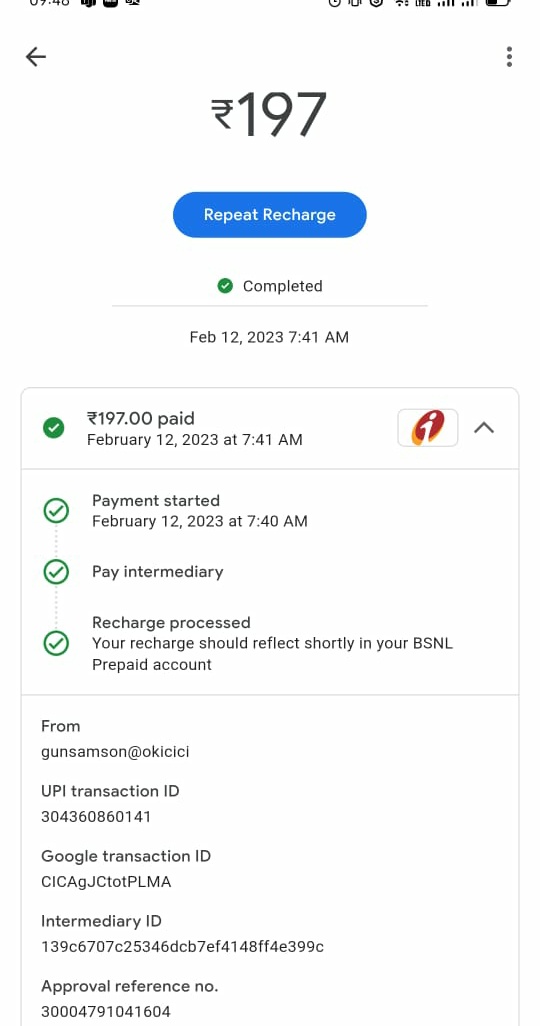 ₹197
Repeat Recharge
Completed
Feb 12, 2023 7:41 AM
₹197.00 paid
February 12, 2023 at 7:41 AM
Payment started
February 12, 2023 at 7:40 AM
Pay intermediary
Recharge processed
Your recharge should reflect shortly in your BSNL
Prepaid account
From
gunsamson@okicici
UPI transaction ID
304360860141
Google transaction ID
CICAgJCtotPLMA
Intermediary ID
139c6707c25346dcb7ef4148ff4e399c
Approval reference no.
30004791041604